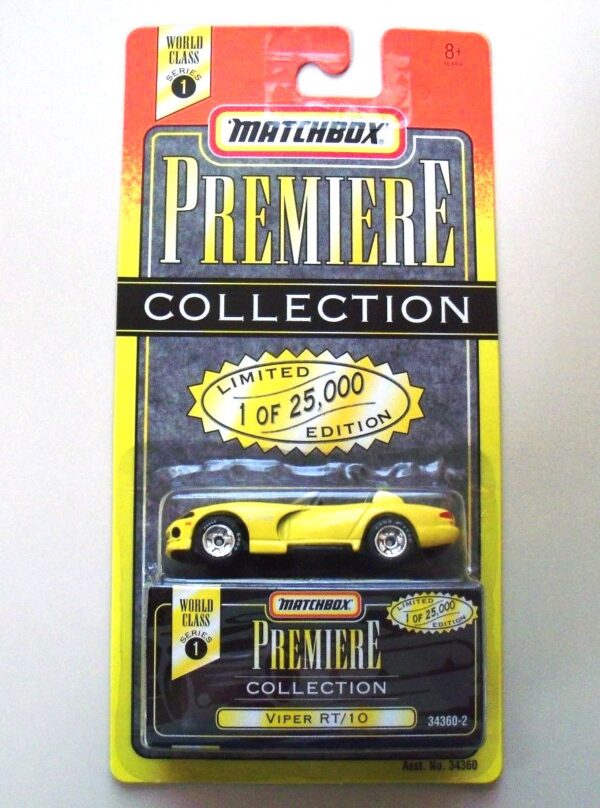 WORLD
CLASS
SERIES
1
8+
YEARS
MATCHBOX®
PREMIERE
COLLECTION
LIMITED
1 OF 25,000
EDITION
WORLD
CLASS
SERIES
1
MATCHBOX
LIMITED
1 OF 25,000
EDITION
PREMIERE
COLLECTION
VIPER RT/10
34360-2
Asst. No. 34360